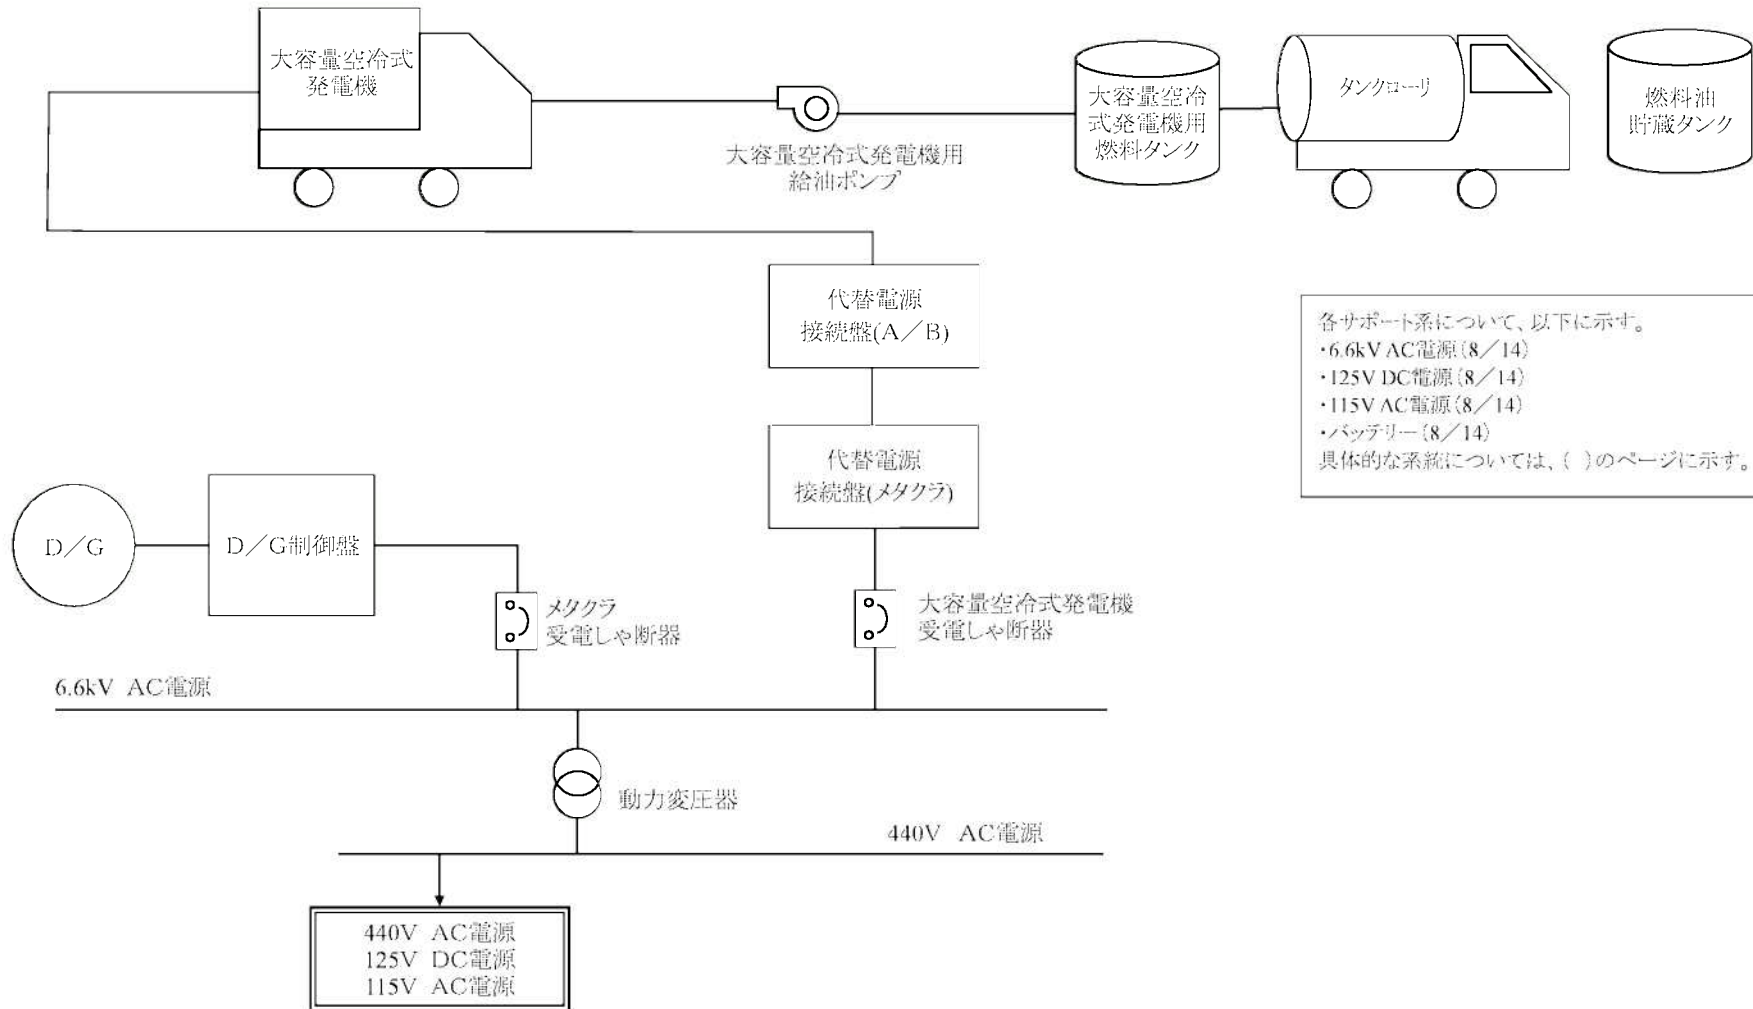 大容量空冷式
発電機
大容量空冷式発電機用
給油ポンプ
大容量空冷
式発電機用
燃料タンク
タンクローリ
燃料油
貯蔵タンク
代替電源
接続盤(A/B)
各サポート系について、以下に示す。
・6.6kV AC電源(8/14)
・125V DC電源(8/14)
・115V AC電源(8/14)
・バッテリー(8/14)
具体的な系統については、( )のページに示す。
代替電源
接続盤(メタクラ)
D/G
D/G制御盤
メタクラ
受電しゃ断器
大容量空冷式発電機
受電しゃ断器
6.6kV AC電源
動力変圧器
440V AC電源
440V AC電源
125V DC電源
115V AC電源